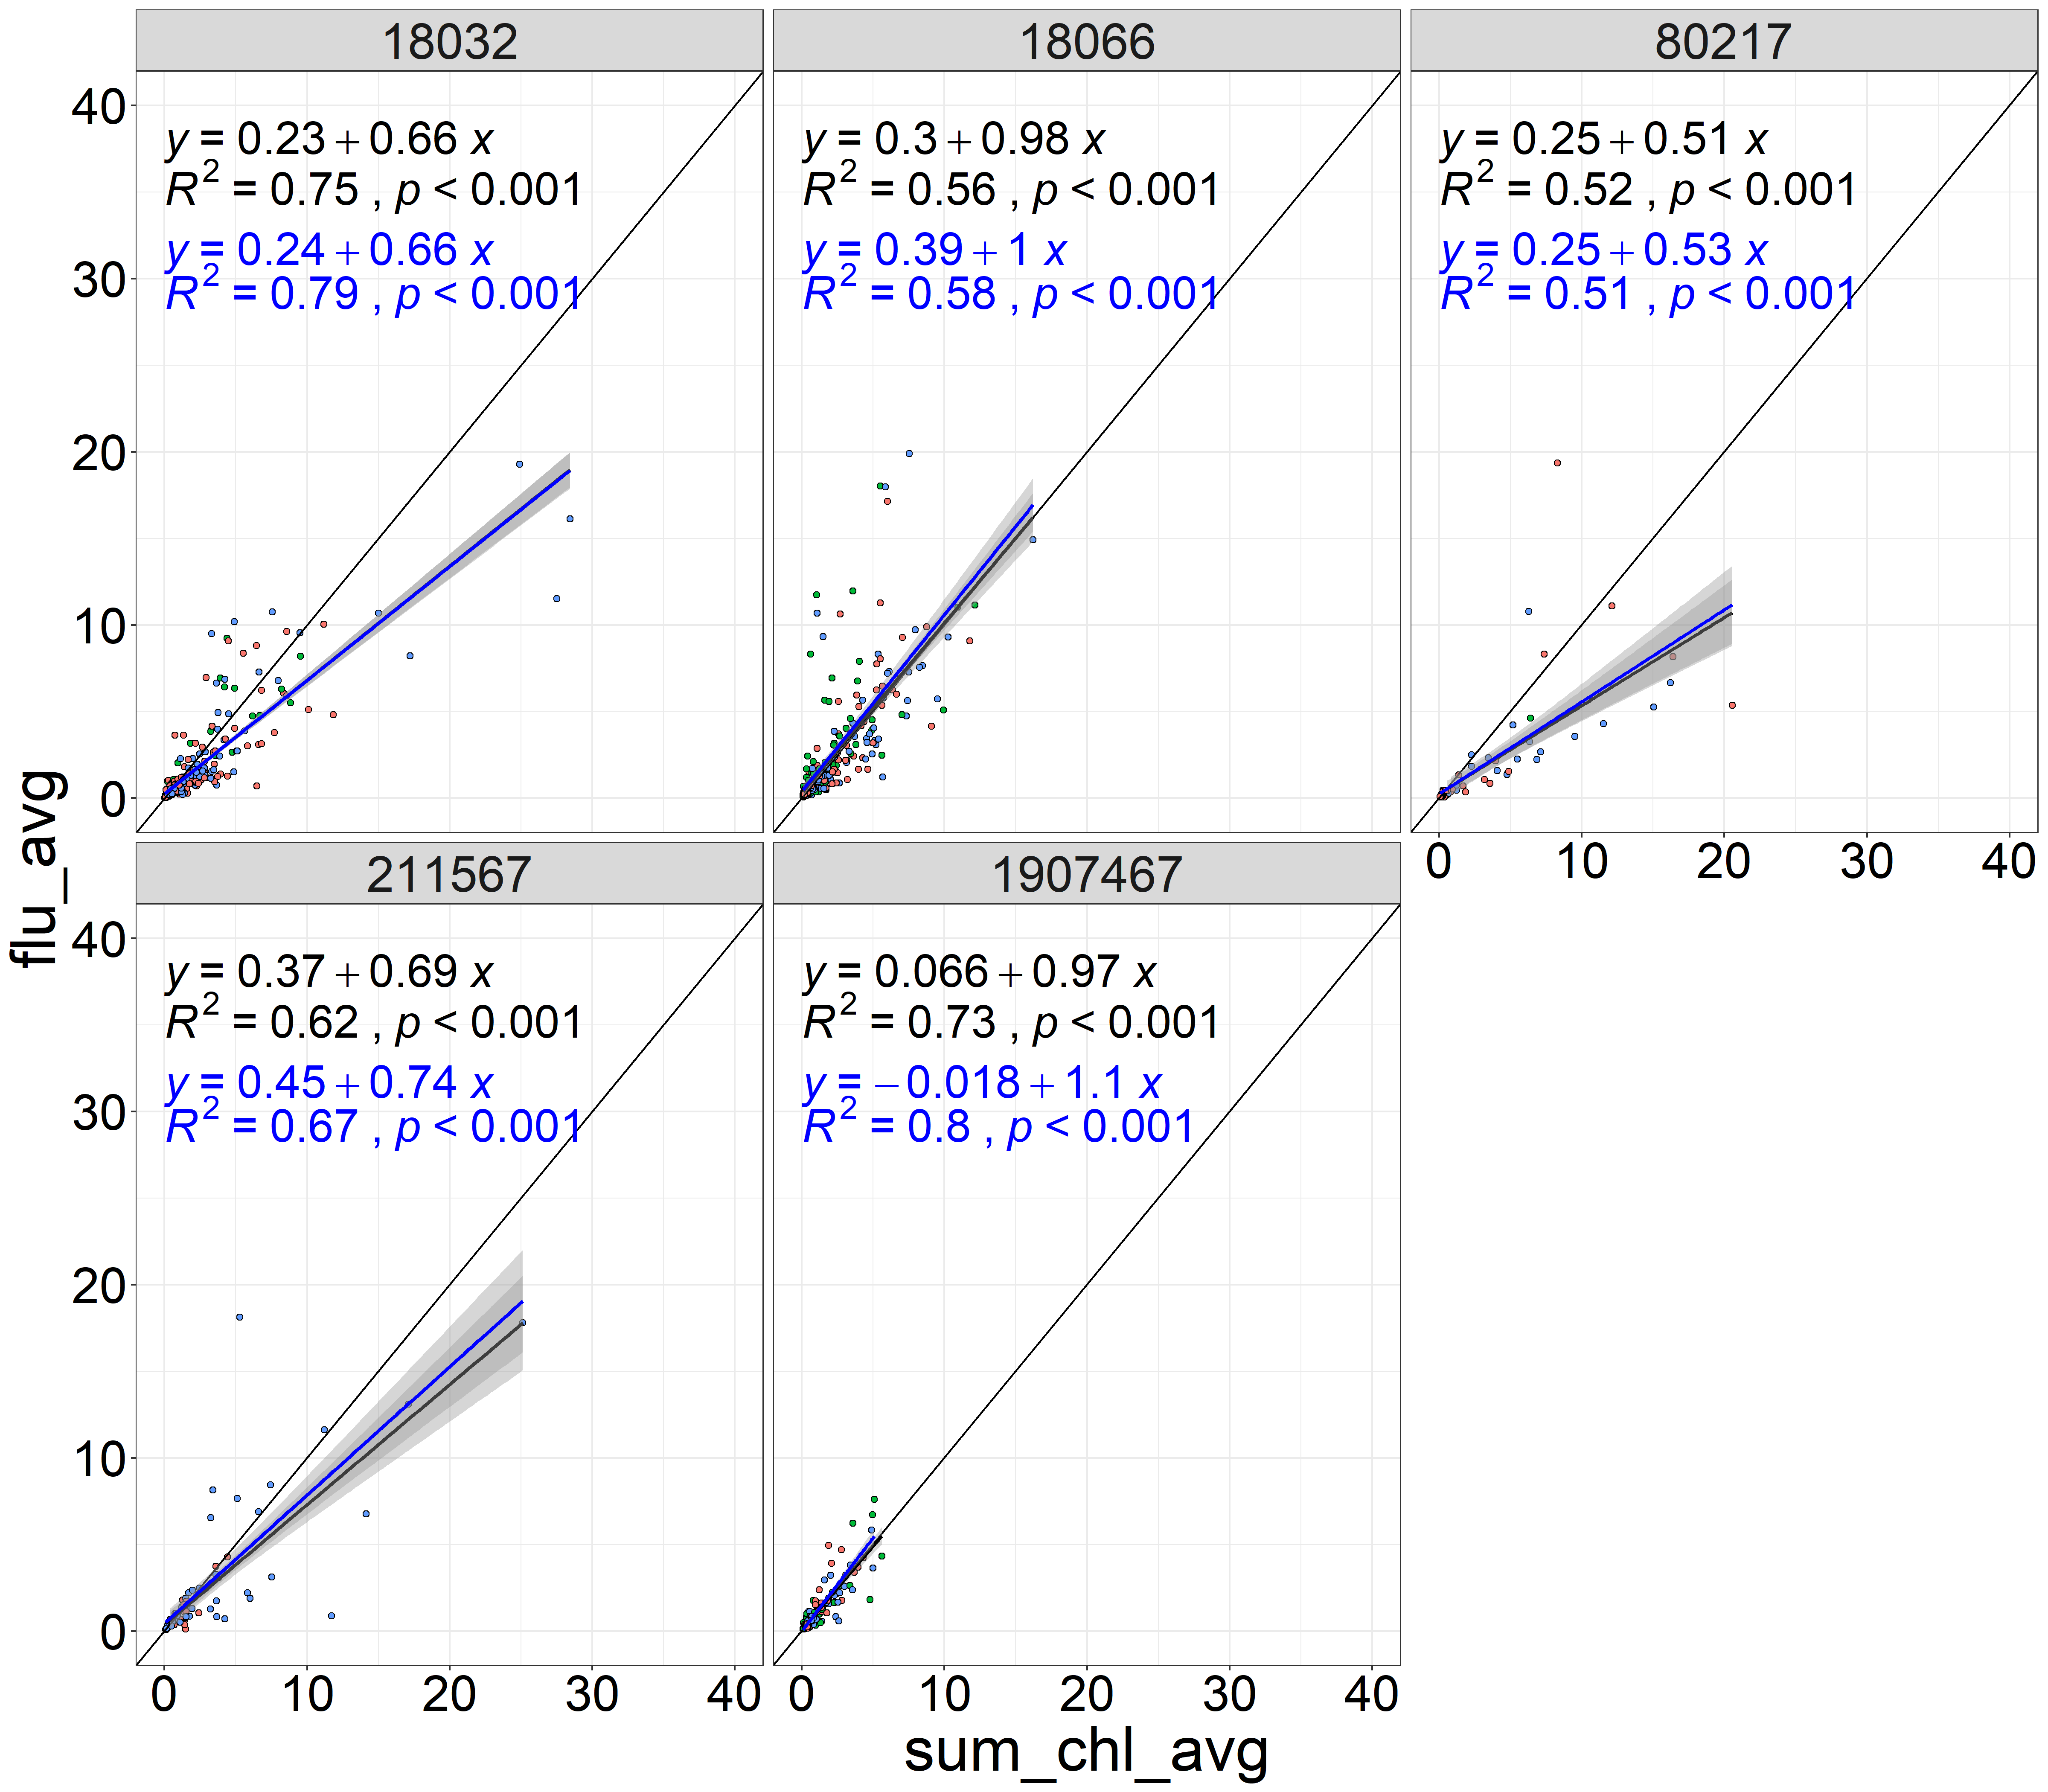 18032
18066
80217
40
30
20
10
0
y = 0.23 + 0.66 x
R² = 0.75 , p < 0.001
y = 0.24 + 0.66 x
R² = 0.79 , p < 0.001
y = 0.3 + 0.98 x
R² = 0.56 , p < 0.001
y = 0.39 + 1 x
R² = 0.58 , p < 0.001
y = 0.25 + 0.51 x
R² = 0.52 , p < 0.001
y = 0.25 + 0.53 x
R² = 0.51 , p < 0.001
0 10 20 30 40
flu_avg
211567
1907467
40
30
20
10
0
y = 0.37 + 0.69 x
R² = 0.62 , p < 0.001
y = 0.45 + 0.74 x
R² = 0.67 , p < 0.001
y = 0.066 + 0.97 x
R² = 0.73 , p < 0.001
y = −0.018 + 1.1 x
R² = 0.8 , p < 0.001
0 10 20 30 40
0 10 20 30 40
sum_chl_avg